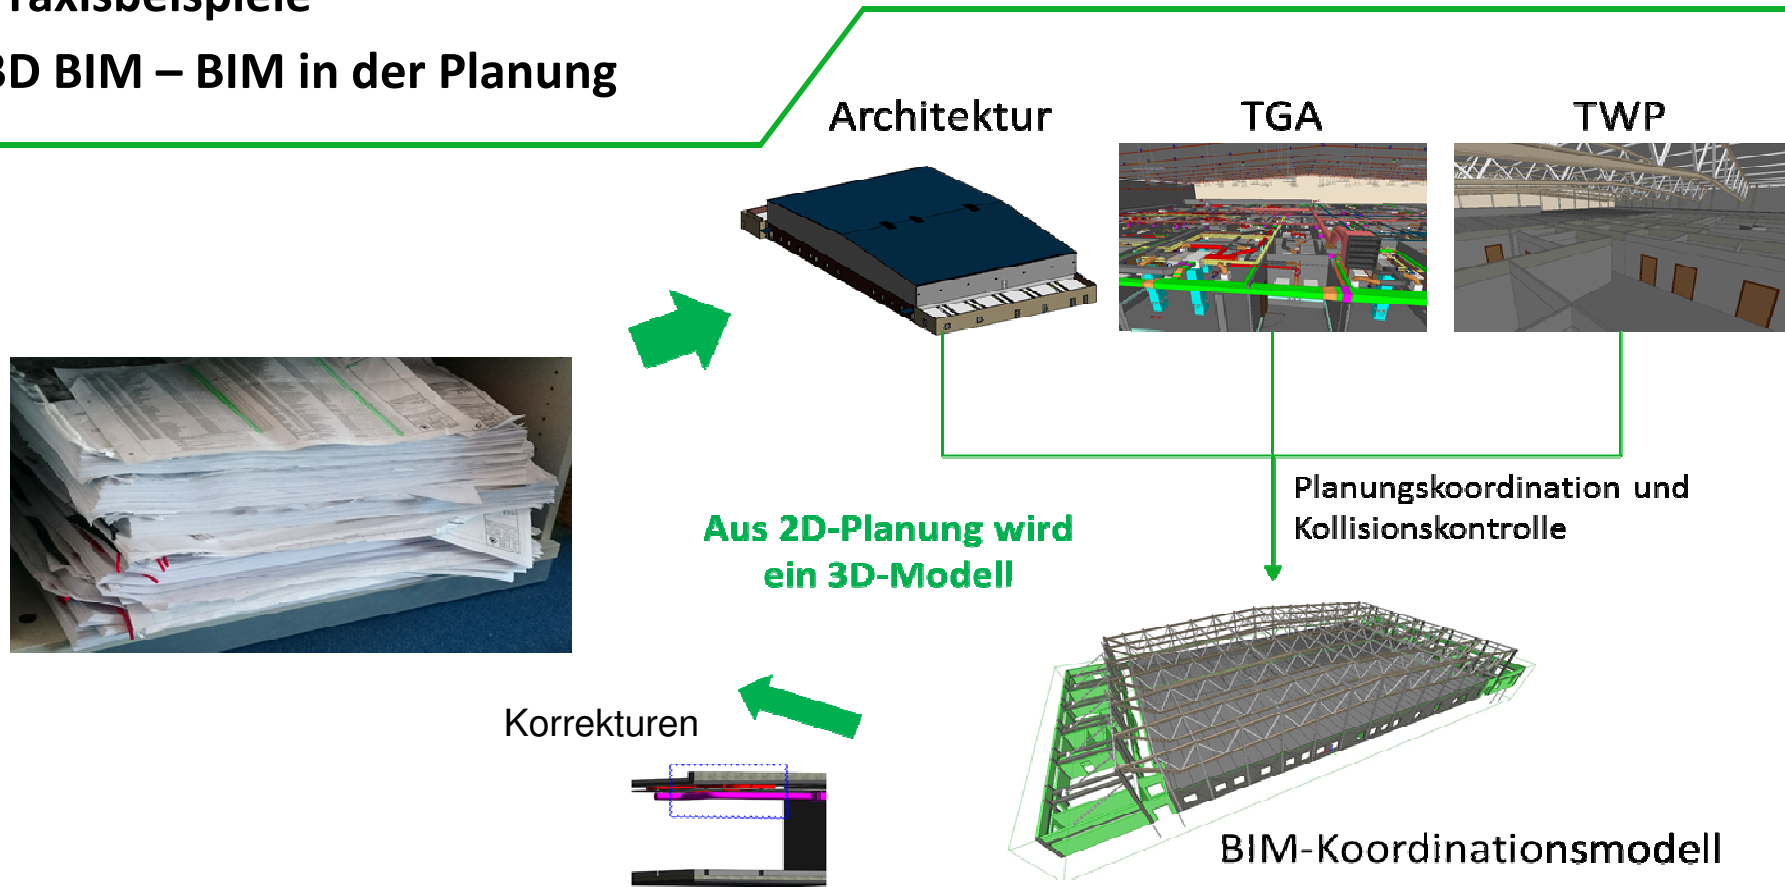 raxisbeispiele
3D BIM – BIM in der Planung
Architektur
TGA
TWP
Planungskoordination und
Kollisionskontrolle
Aus 2D-Planung wird
ein 3D-Modell
Korrekturen
BIM-Koordinationsmodell